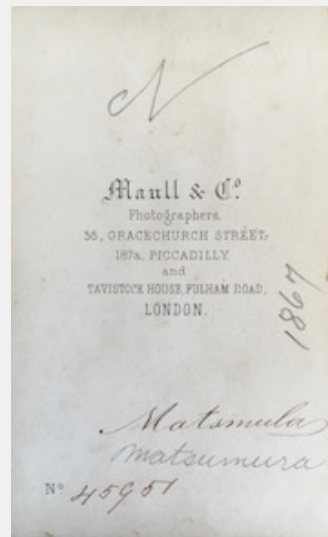 N
Maull & Co.
Photographers.
55, GRACECHURCH STREET,
187a, PICCADILLY.
and
TAVISTOCK HOUSE, FULHAM ROAD,
LONDON.
1867
Matsmula
matsumura
No. 45951